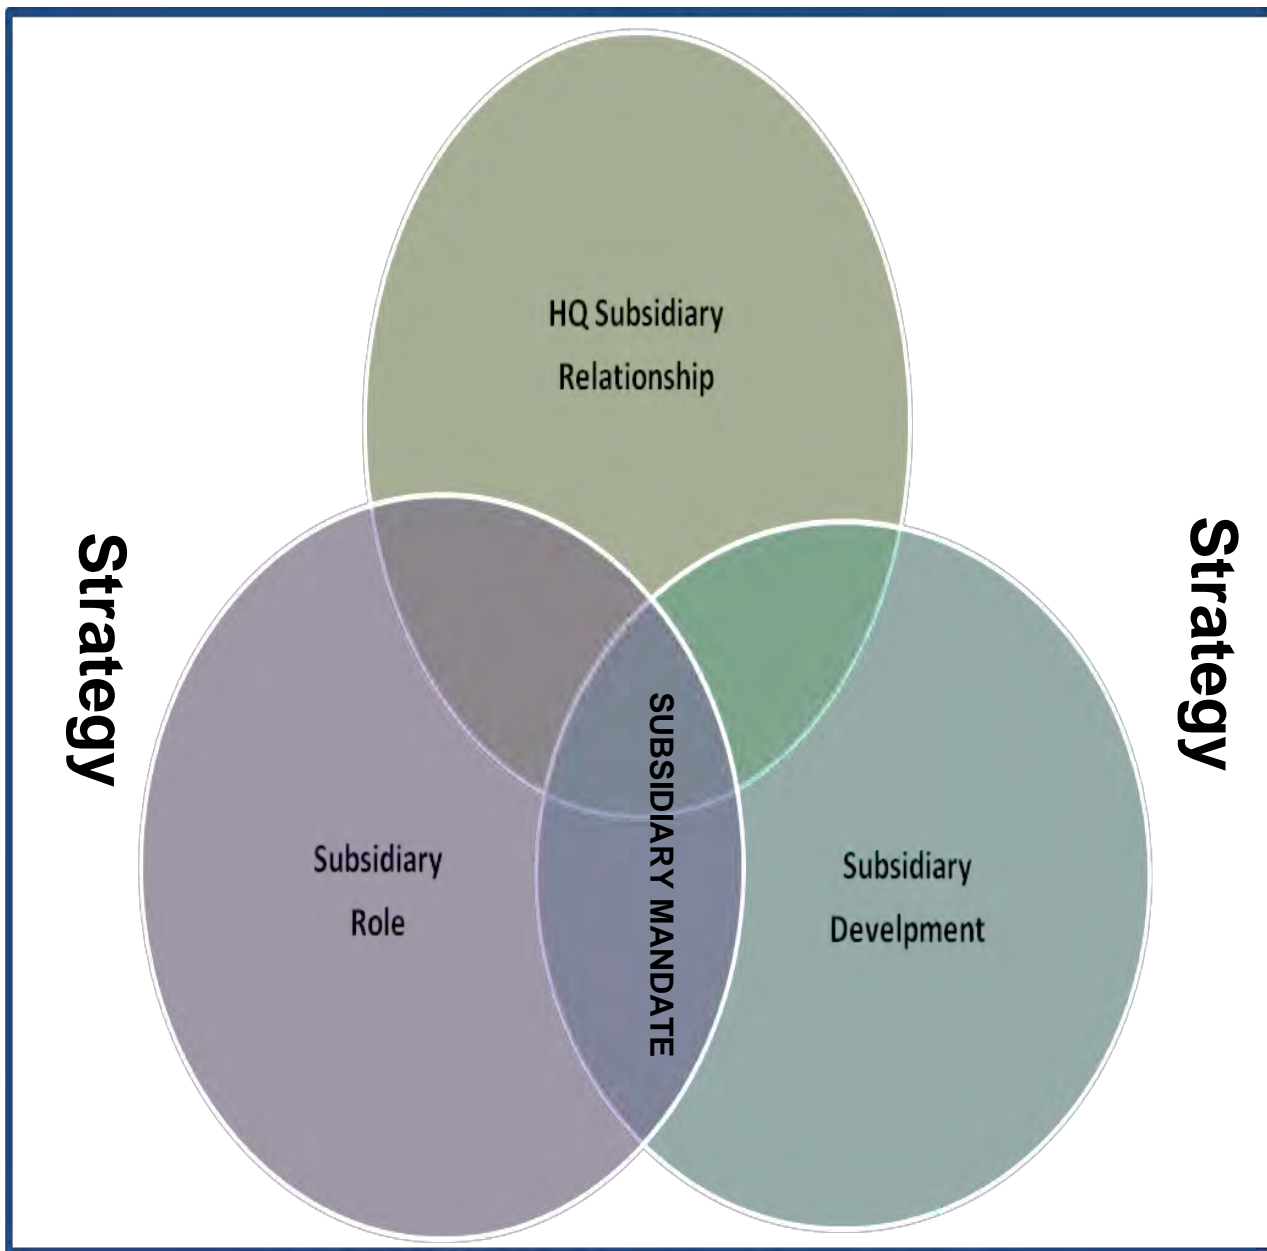 HQ Subsidiary
Relationship
Strategy
Strategy
SUBSIDIARY MANDATE
Subsidiary
Role
Subsidiary
Develpment